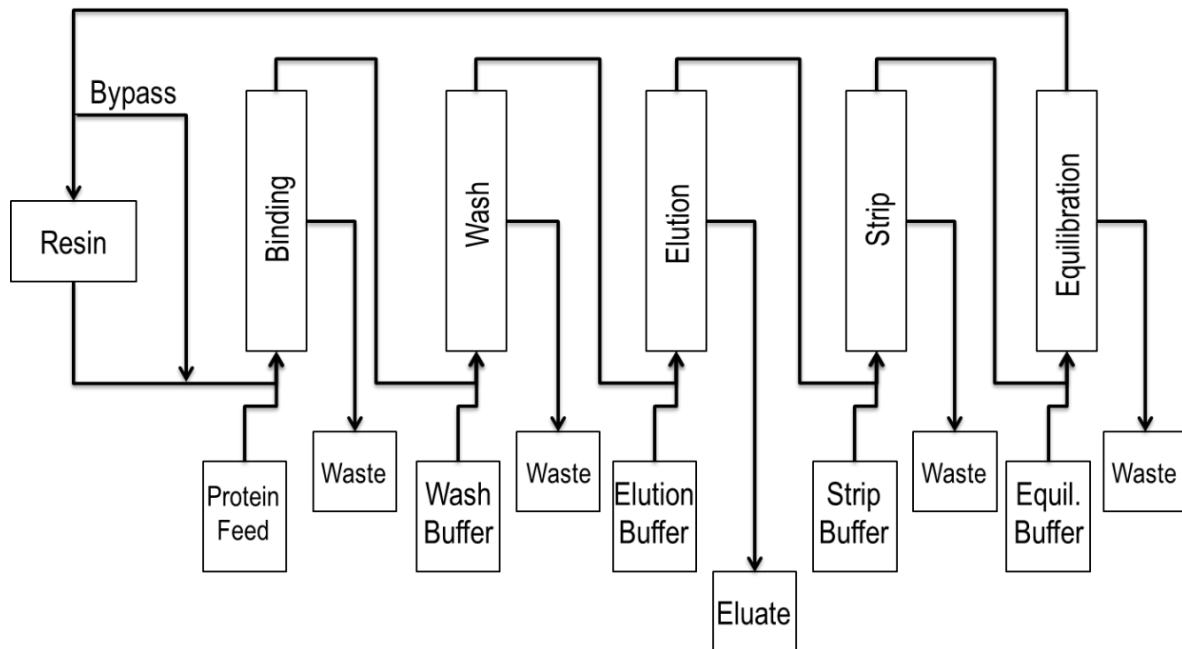 Bypass
Resin
Binding
Wash
Elution
Strip
Equilibration
Protein
Feed
Waste
Wash
Buffer
Waste
Elution
Buffer
Eluate
Strip
Buffer
Waste
Equil.
Buffer
Waste